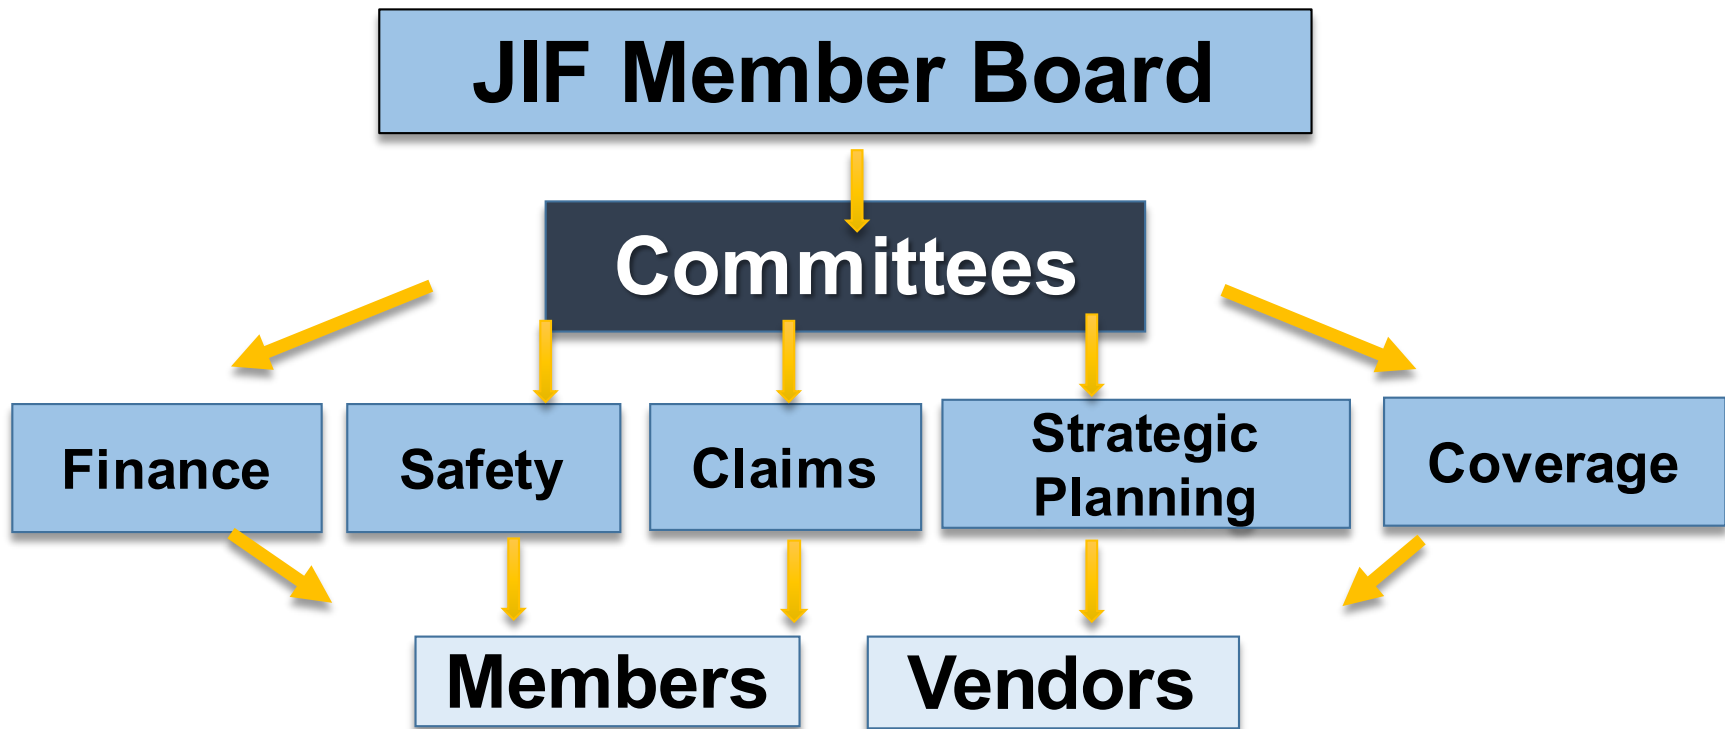 JIF Member Board
Committees
Finance
Safety
Claims
Strategic
Planning
Coverage
Members
Vendors